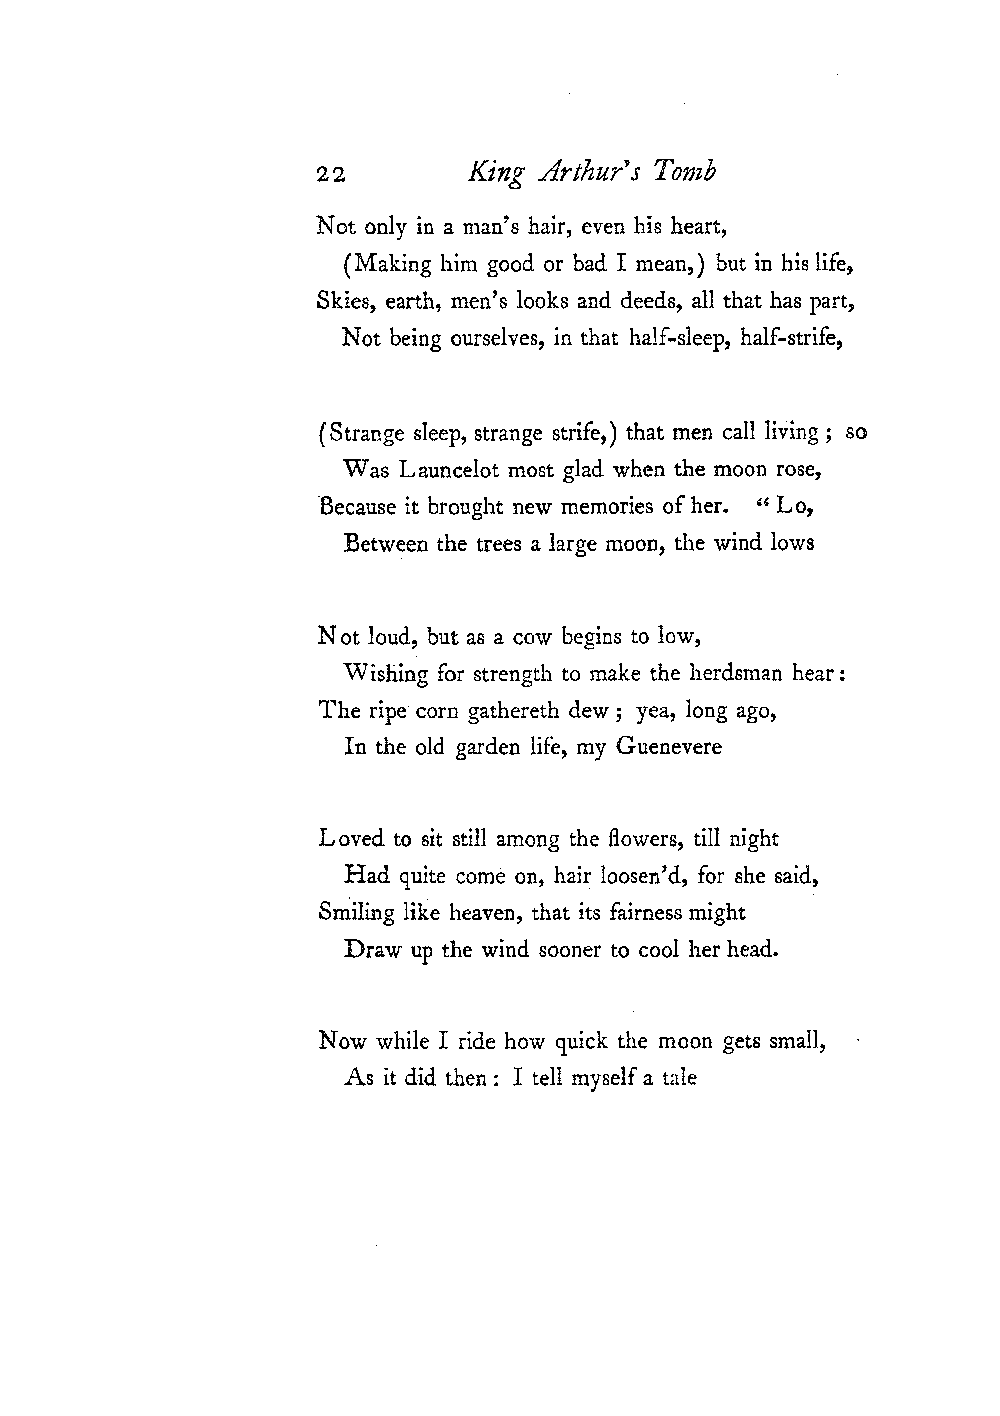 22 King Arthur's Tomb
Not only in a man's hair, even his heart,
(Making him good or bad I mean,) but in his life,
Skies, earth, men's looks and deeds, all that has part,
Not being ourselves, in that half-sleep, half-strife,
(Strange sleep, strange strife,) that men call living ; so
Was Launcelot most glad when the moon rose,
Because it brought new memories of her. “ Lo,
Between the trees a large moon, the wind lows
Not loud, but as a cow begins to low,
Wishing for strength to make the herdsman hear :
The ripe corn gathereth dew ; yea, long ago,
In the old garden life, my Guenevere
Loved to sit still among the flowers, till night
Had quite come on, hair loosen'd, for she said,
Smiling like heaven, that its fairness might
Draw up the wind sooner to cool her head.
Now while I ride how quick the moon gets small,
As it did then : I tell myself a tale